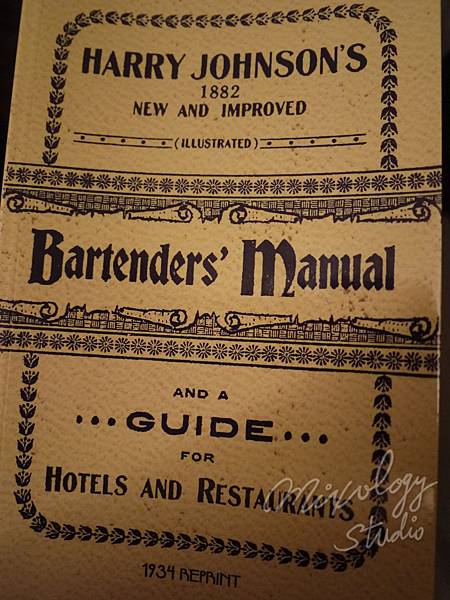 HARRY JOHNSON'S
1882
NEW AND IMPROVED
(ILLUSTRATED)
Bartenders' Manual
AND A
...GUIDE...
FOR
HOTELS AND RESTAURANTS
Mixology
Studio
1934 REPRINT